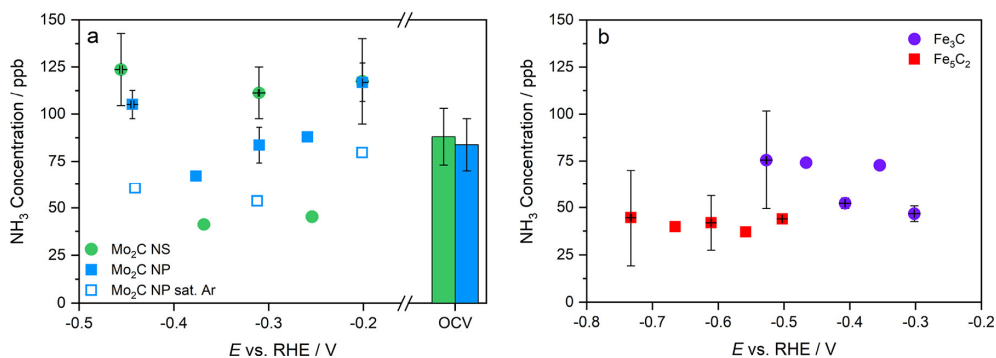 a
150
125
100
75
50
25
0
NH₃ Concentration / ppb
Mo₂C NS
Mo₂C NP
Mo₂C NP sat. Ar
-0.5
-0.4
-0.3
-0.2
OCV
E vs. RHE / V
b
150
125
100
75
50
25
0
NH₃ Concentration / ppb
Fe₃C
Fe₅C₂
-0.8
-0.7
-0.6
-0.5
-0.4
-0.3
-0.2
E vs. RHE / V